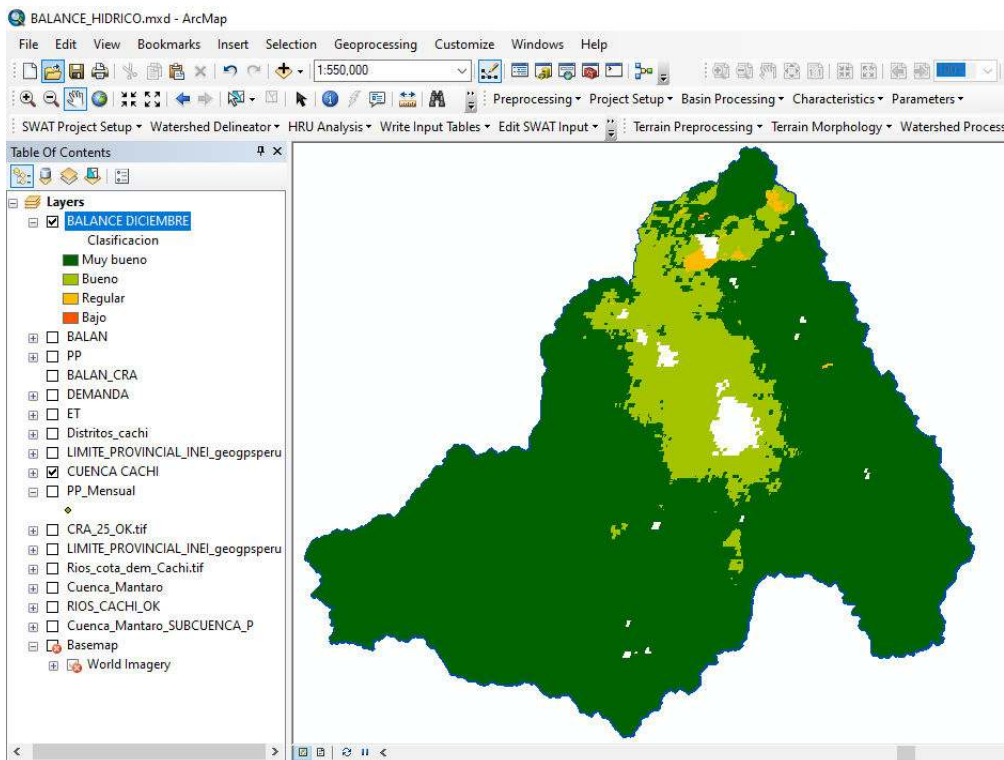 BALANCE_HIDRICO.mxd - ArcMap
File Edit View Bookmarks Insert Selection Geoprocessing Customize Windows Help
1:550,000
Preprocessing Project Setup Basin Processing Characteristics Parameters
SWAT Project Setup Watershed Delineator HRU Analysis Write Input Tables Edit SWAT Input Terrain Preprocessing Terrain Morphology Watershed Process
Table Of Contents
Layers
BALANCE DICIEMBRE
Clasificacion
Muy bueno
Bueno
Regular
Bajo
BALAN
PP
BALAN_CRA
DEMANDA
ET
Distritos_cachi
LIMITE_PROVINCIAL_INEI_geogpsperu
CUENCA CACHI
PP_Mensual
CRA_25_OK.tif
LIMITE_PROVINCIAL_INEI_geogpsperu
Rios_cota_dem_Cachi.tif
Cuenca_Mantaro
RIOS_CACHI_OK
Cuenca_Mantaro_SUBCUENCA_P
Basemap
World Imagery